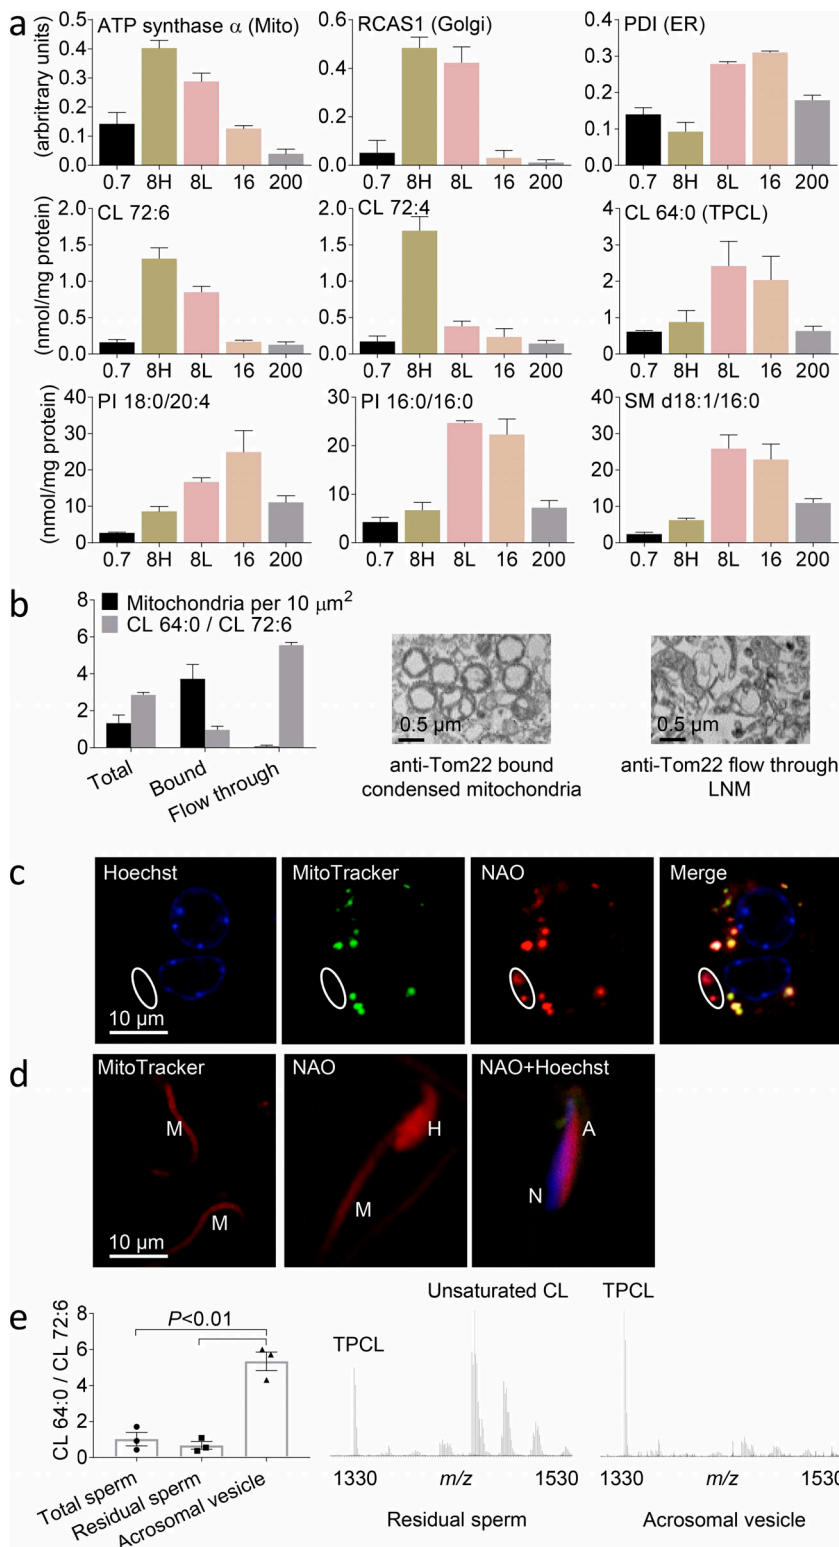 a
ATP synthase α (Mito)
RCAS1 (Golgi)
PDI (ER)
(arbritrary units)
0.4
0.3
0.2
0.1
0.0
0.7 8H 8L 16 200
0.6
0.4
0.2
0.0
0.7 8H 8L 16 200
0.4
0.3
0.2
0.1
0.0
0.7 8H 8L 16 200
CL 72:6
CL 72:4
CL 64:0 (TPCL)
(nmol/mg protein)
2.0
1.5
1.0
0.5
0.0
0.7 8H 8L 16 200
2.0
1.5
1.0
0.5
0.0
0.7 8H 8L 16 200
4
3
2
1
0
0.7 8H 8L 16 200
PI 18:0/20:4
PI 16:0/16:0
SM d18:1/16:0
(nmol/mg protein)
40
30
20
10
0
0.7 8H 8L 16 200
30
20
10
0
0.7 8H 8L 16 200
40
30
20
10
0
0.7 8H 8L 16 200
b
8
6
4
2
0
Mitochondria per 10 μm²
CL 64:0 / CL 72:6
Total
Bound
Flow through
0.5 μm
anti-Tom22 bound
condensed mitochondria
0.5 μm
anti-Tom22 flow through
LNM
c
Hoechst
MitoTracker
NAO
Merge
10 μm
d
MitoTracker
NAO
NAO+Hoechst
M
M
10 μm
H
M
A
N
e
CL 64:0 / CL 72:6
8
6
4
2
0
P<0.01
Total sperm
Residual sperm
Acrosomal vesicle
Unsaturated CL
TPCL
1330 m/z 1530
Residual sperm
TPCL
1330 m/z 1530
Acrosomal vesicle